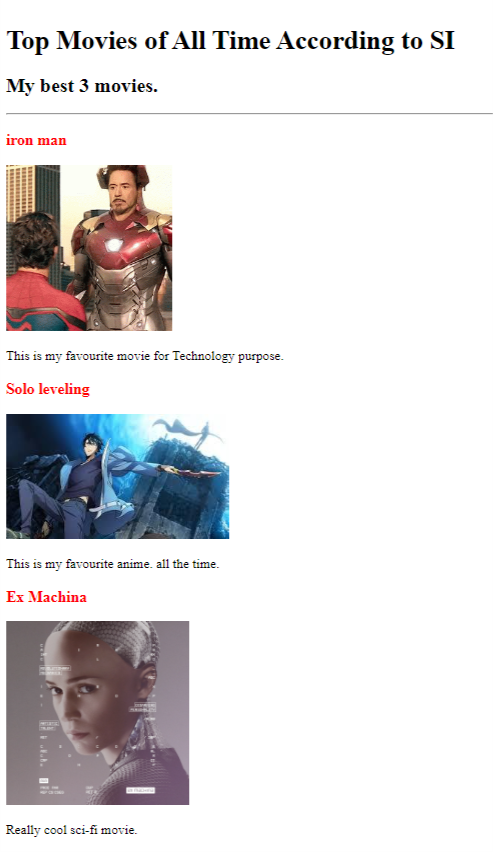 Top Movies of All Time According to SI
My best 3 movies.
iron man
This is my favourite movie for Technology purpose.
Solo leveling
This is my favourite anime. all the time.
Ex Machina
Really cool sci-fi movie.